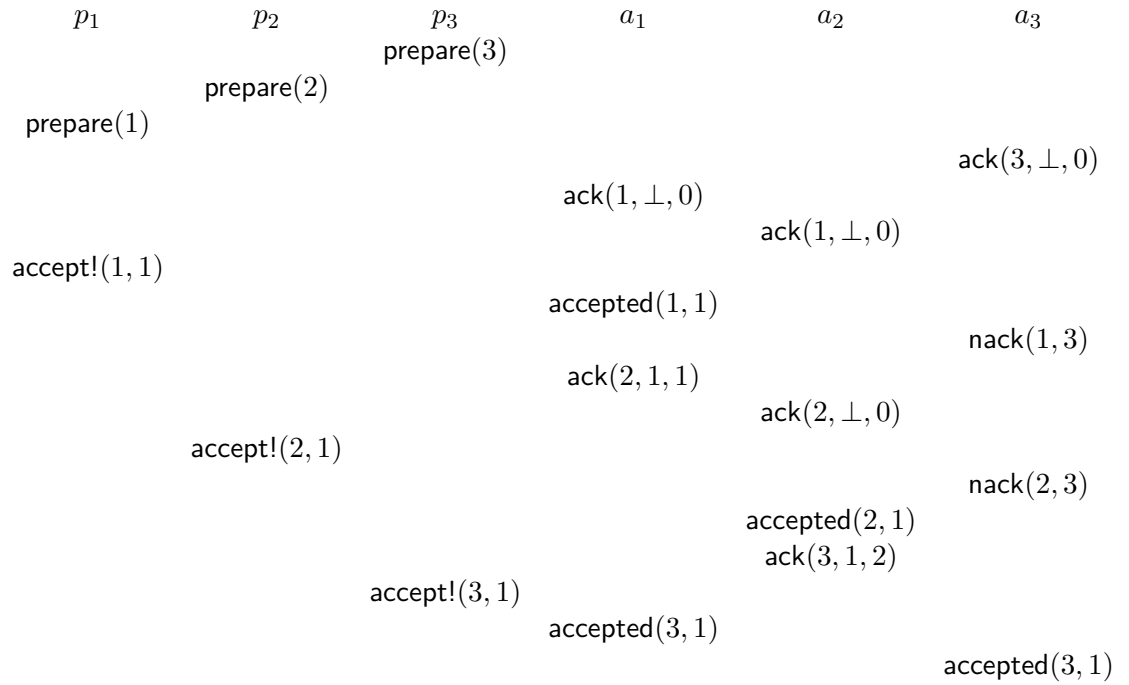 p₁ p₂ p₃ a₁ a₂ a₃
prepare(3)
prepare(2)
prepare(1)
ack(3, ⊥, 0)
ack(1, ⊥, 0)
ack(1, ⊥, 0)
accept!(1, 1)
accepted(1, 1)
nack(1, 3)
ack(2, 1, 1)
ack(2, ⊥, 0)
accept!(2, 1)
nack(2, 3)
accepted(2, 1)
ack(3, 1, 2)
accept!(3, 1)
accepted(3, 1)
accepted(3, 1)